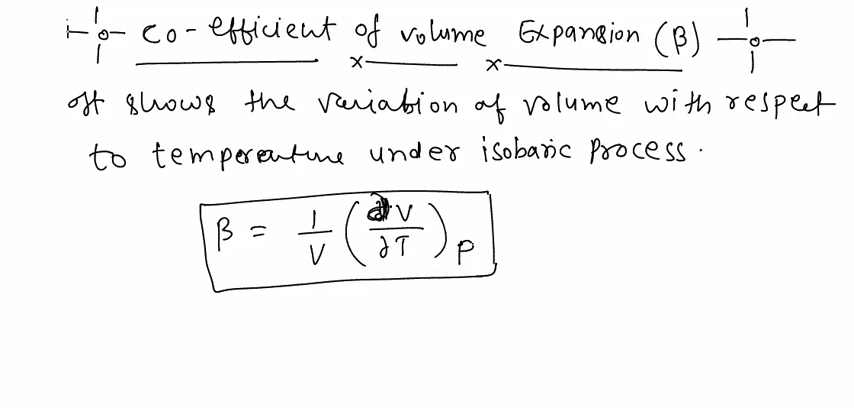 Co-efficient of volume Expansion (β)
It shows the variation of volume with respect
to temperature under isobaric process.
β = 1/V (∂V/∂T)P